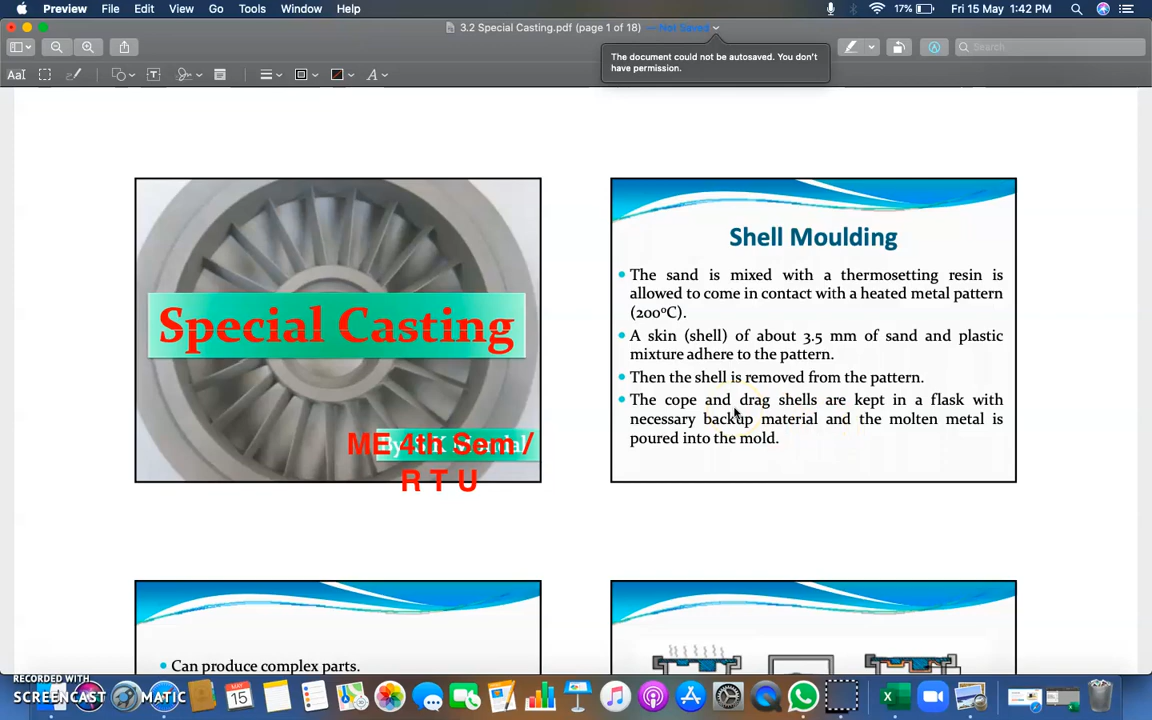 Preview File Edit View Go Tools Window Help 17% Fri 15 May 1:42 PM
3.2 Special Casting.pdf (page 1 of 18) — Not Saved
Search
The document could not be autosaved. You don't
have permission.
AaI T A
Special Casting
ME 4th Sem /
R T U
Shell Moulding
• The sand is mixed with a thermosetting resin is
allowed to come in contact with a heated metal pattern
(200°C).
• A skin (shell) of about 3.5 mm of sand and plastic
mixture adhere to the pattern.
• Then the shell is removed from the pattern.
• The cope and drag shells are kept in a flask with
necessary backup material and the molten metal is
poured into the mold.
• Can produce complex parts.
RECORDED WITH
SCREENCAST MATIC
MAY
15